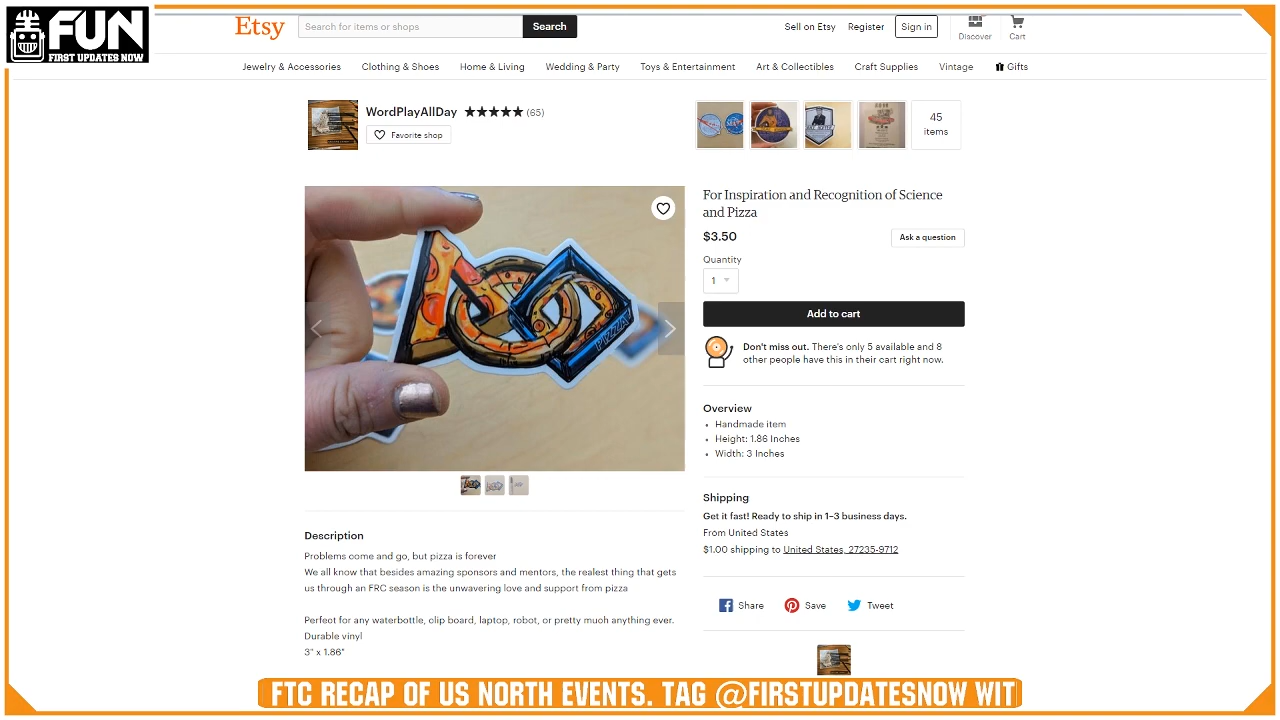 FUN
FIRST UPDATES NOW
Etsy
Search for items or shops
Search
Sell on Etsy
Register
Sign in
Discover
Cart
Jewelry & Accessories
Clothing & Shoes
Home & Living
Wedding & Party
Toys & Entertainment
Art & Collectibles
Craft Supplies
Vintage
Gifts
WordPlayAllDay ★★★★★ (65)
Favorite shop
45
items
For Inspiration and Recognition of Science
and Pizza
$3.50
Ask a question
Quantity
1
Add to cart
Don't miss out. There's only 5 available and 8
other people have this in their cart right now.
PIZZA
Overview
• Handmade item
• Height: 1.86 Inches
• Width: 3 Inches
Shipping
Get it fast! Ready to ship in 1–3 business days.
From United States
$1.00 shipping to United States, 27235-9712
Share
Save
Tweet
Description
Problems come and go, but pizza is forever
We all know that besides amazing sponsors and mentors, the realest thing that gets
us through an FRC season is the unwavering love and support from pizza
Perfect for any waterbottle, clip board, laptop, robot, or pretty much anything ever.
Durable vinyl
3" x 1.86"
FTC RECAP OF US NORTH EVENTS. TAG @FIRSTUPDATESNOW WIT